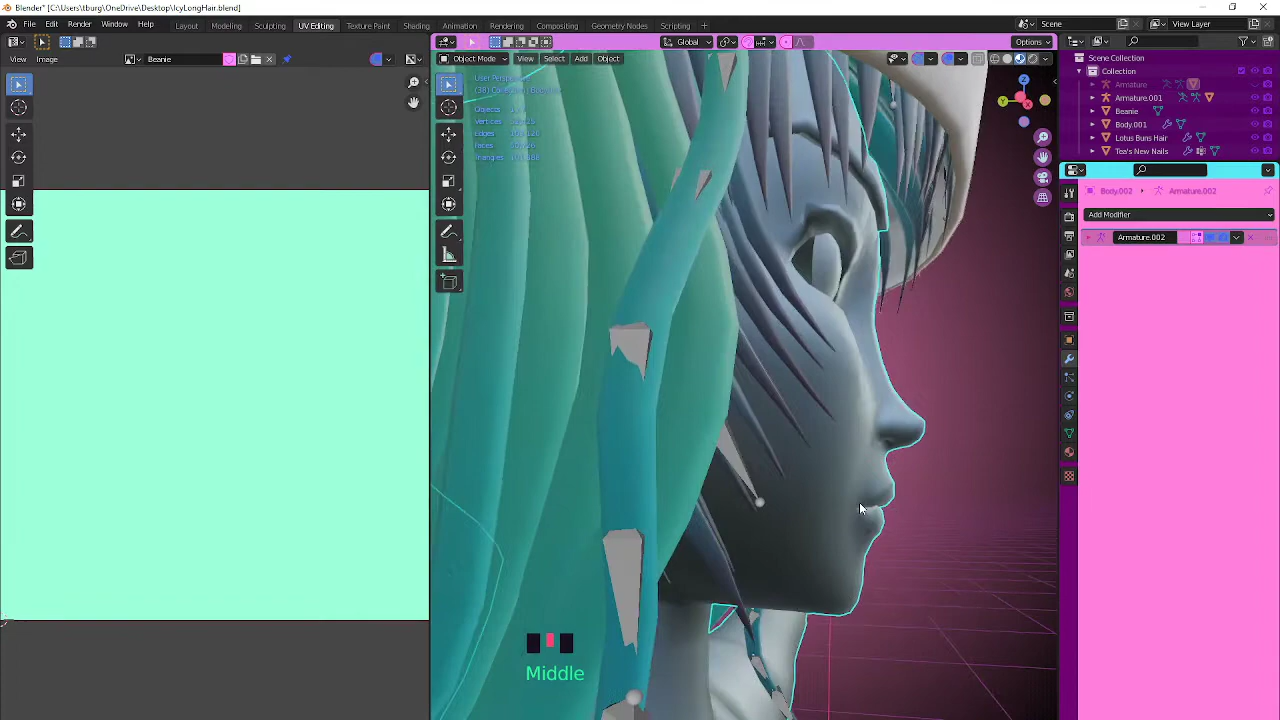 Blender* [C:\Users\tburg\OneDrive\Desktop\IcyLongHair.blend]
File Edit Render Window Help Layout Modeling Sculpting UV Editing Texture Paint Shading Animation Rendering Compositing Geometry Nodes Scripting + Scene View Layer
Global Options
View Image Beanie Object Mode View Select Add Object
Scene Collection
Collection
Armature
Armature.001
Beanie
Body.001
Lotus Buns Hair
Tea's New Nails
User Perspective
Objects
Vertices
Edges
Faces
Triangles
Body.002 Armature.002
Add Modifier
Armature.002
Middle